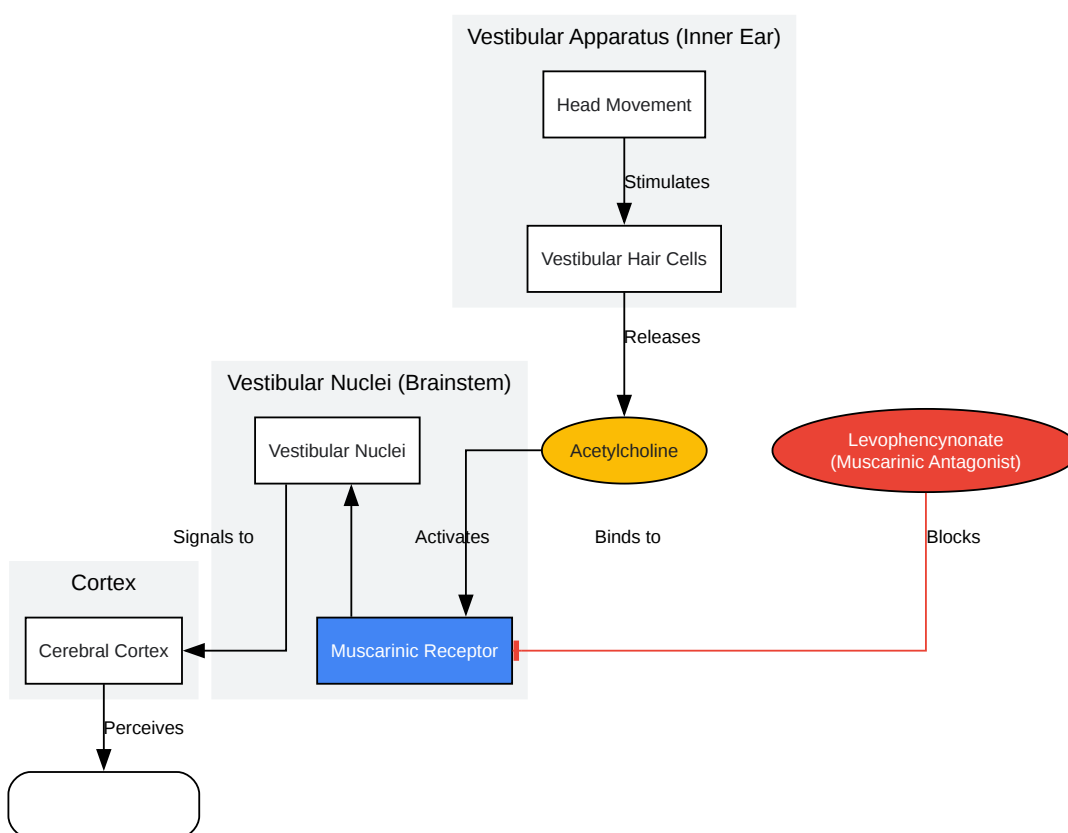 Vestibular Apparatus (Inner Ear)
Head Movement
Stimulates
Vestibular Hair Cells
Releases
Vestibular Nuclei (Brainstem)
Vestibular Nuclei
Acetylcholine
Levophencynonate
(Muscarinic Antagonist)
Signals to
Activates
Binds to
Blocks
Cortex
Cerebral Cortex
Muscarinic Receptor
Perceives